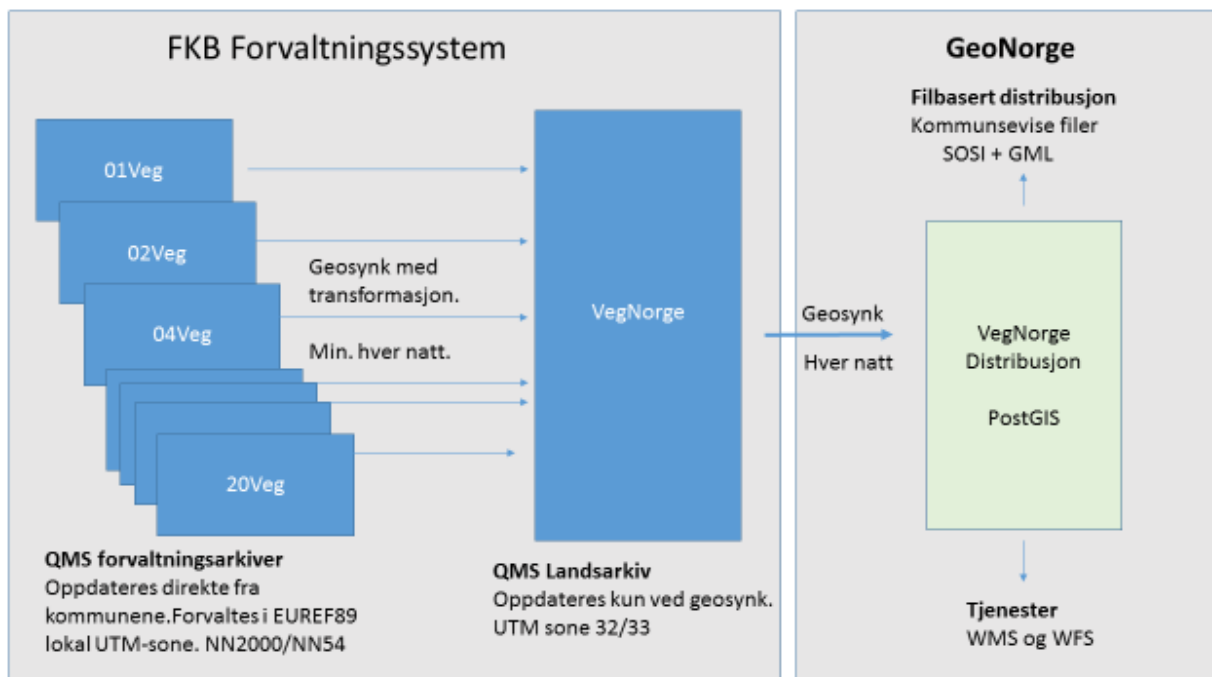 FKB Forvaltningssystem
01Veg
02Veg
04Veg
20Veg
Geosynk med
transformasjon.
Min. hver natt.
VegNorge
QMS forvaltningsarkiver
Oppdateres direkte fra
kommunene.Forvaltes i EUREF89
lokal UTM-sone. NN2000/NN54
QMS Landsarkiv
Oppdateres kun ved geosynk.
UTM sone 32/33
Geosynk
Hver natt
GeoNorge
Filbasert distribusjon
Kommunsevise filer
SOSI + GML
VegNorge
Distribusjon
PostGIS
Tjenester
WMS og WFS